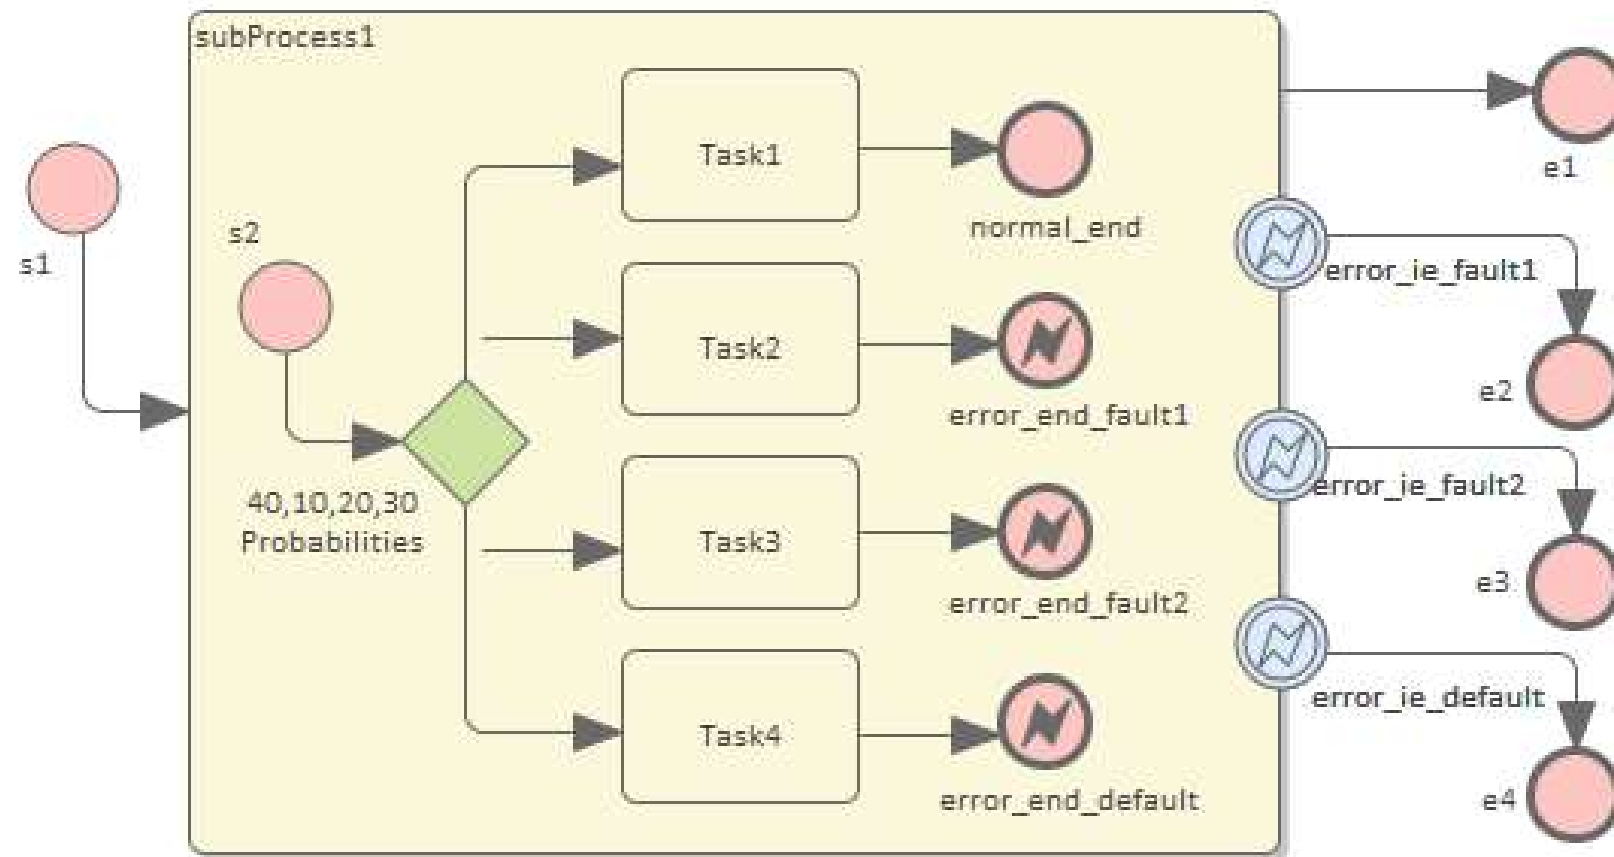 subProcess1
s1
s2
40,10,20,30
Probabilities
Task1
normal_end
Task2
error_end_fault1
Task3
error_end_fault2
Task4
error_end_default
e1
error_ie_fault1
e2
error_ie_fault2
e3
error_ie_default
e4